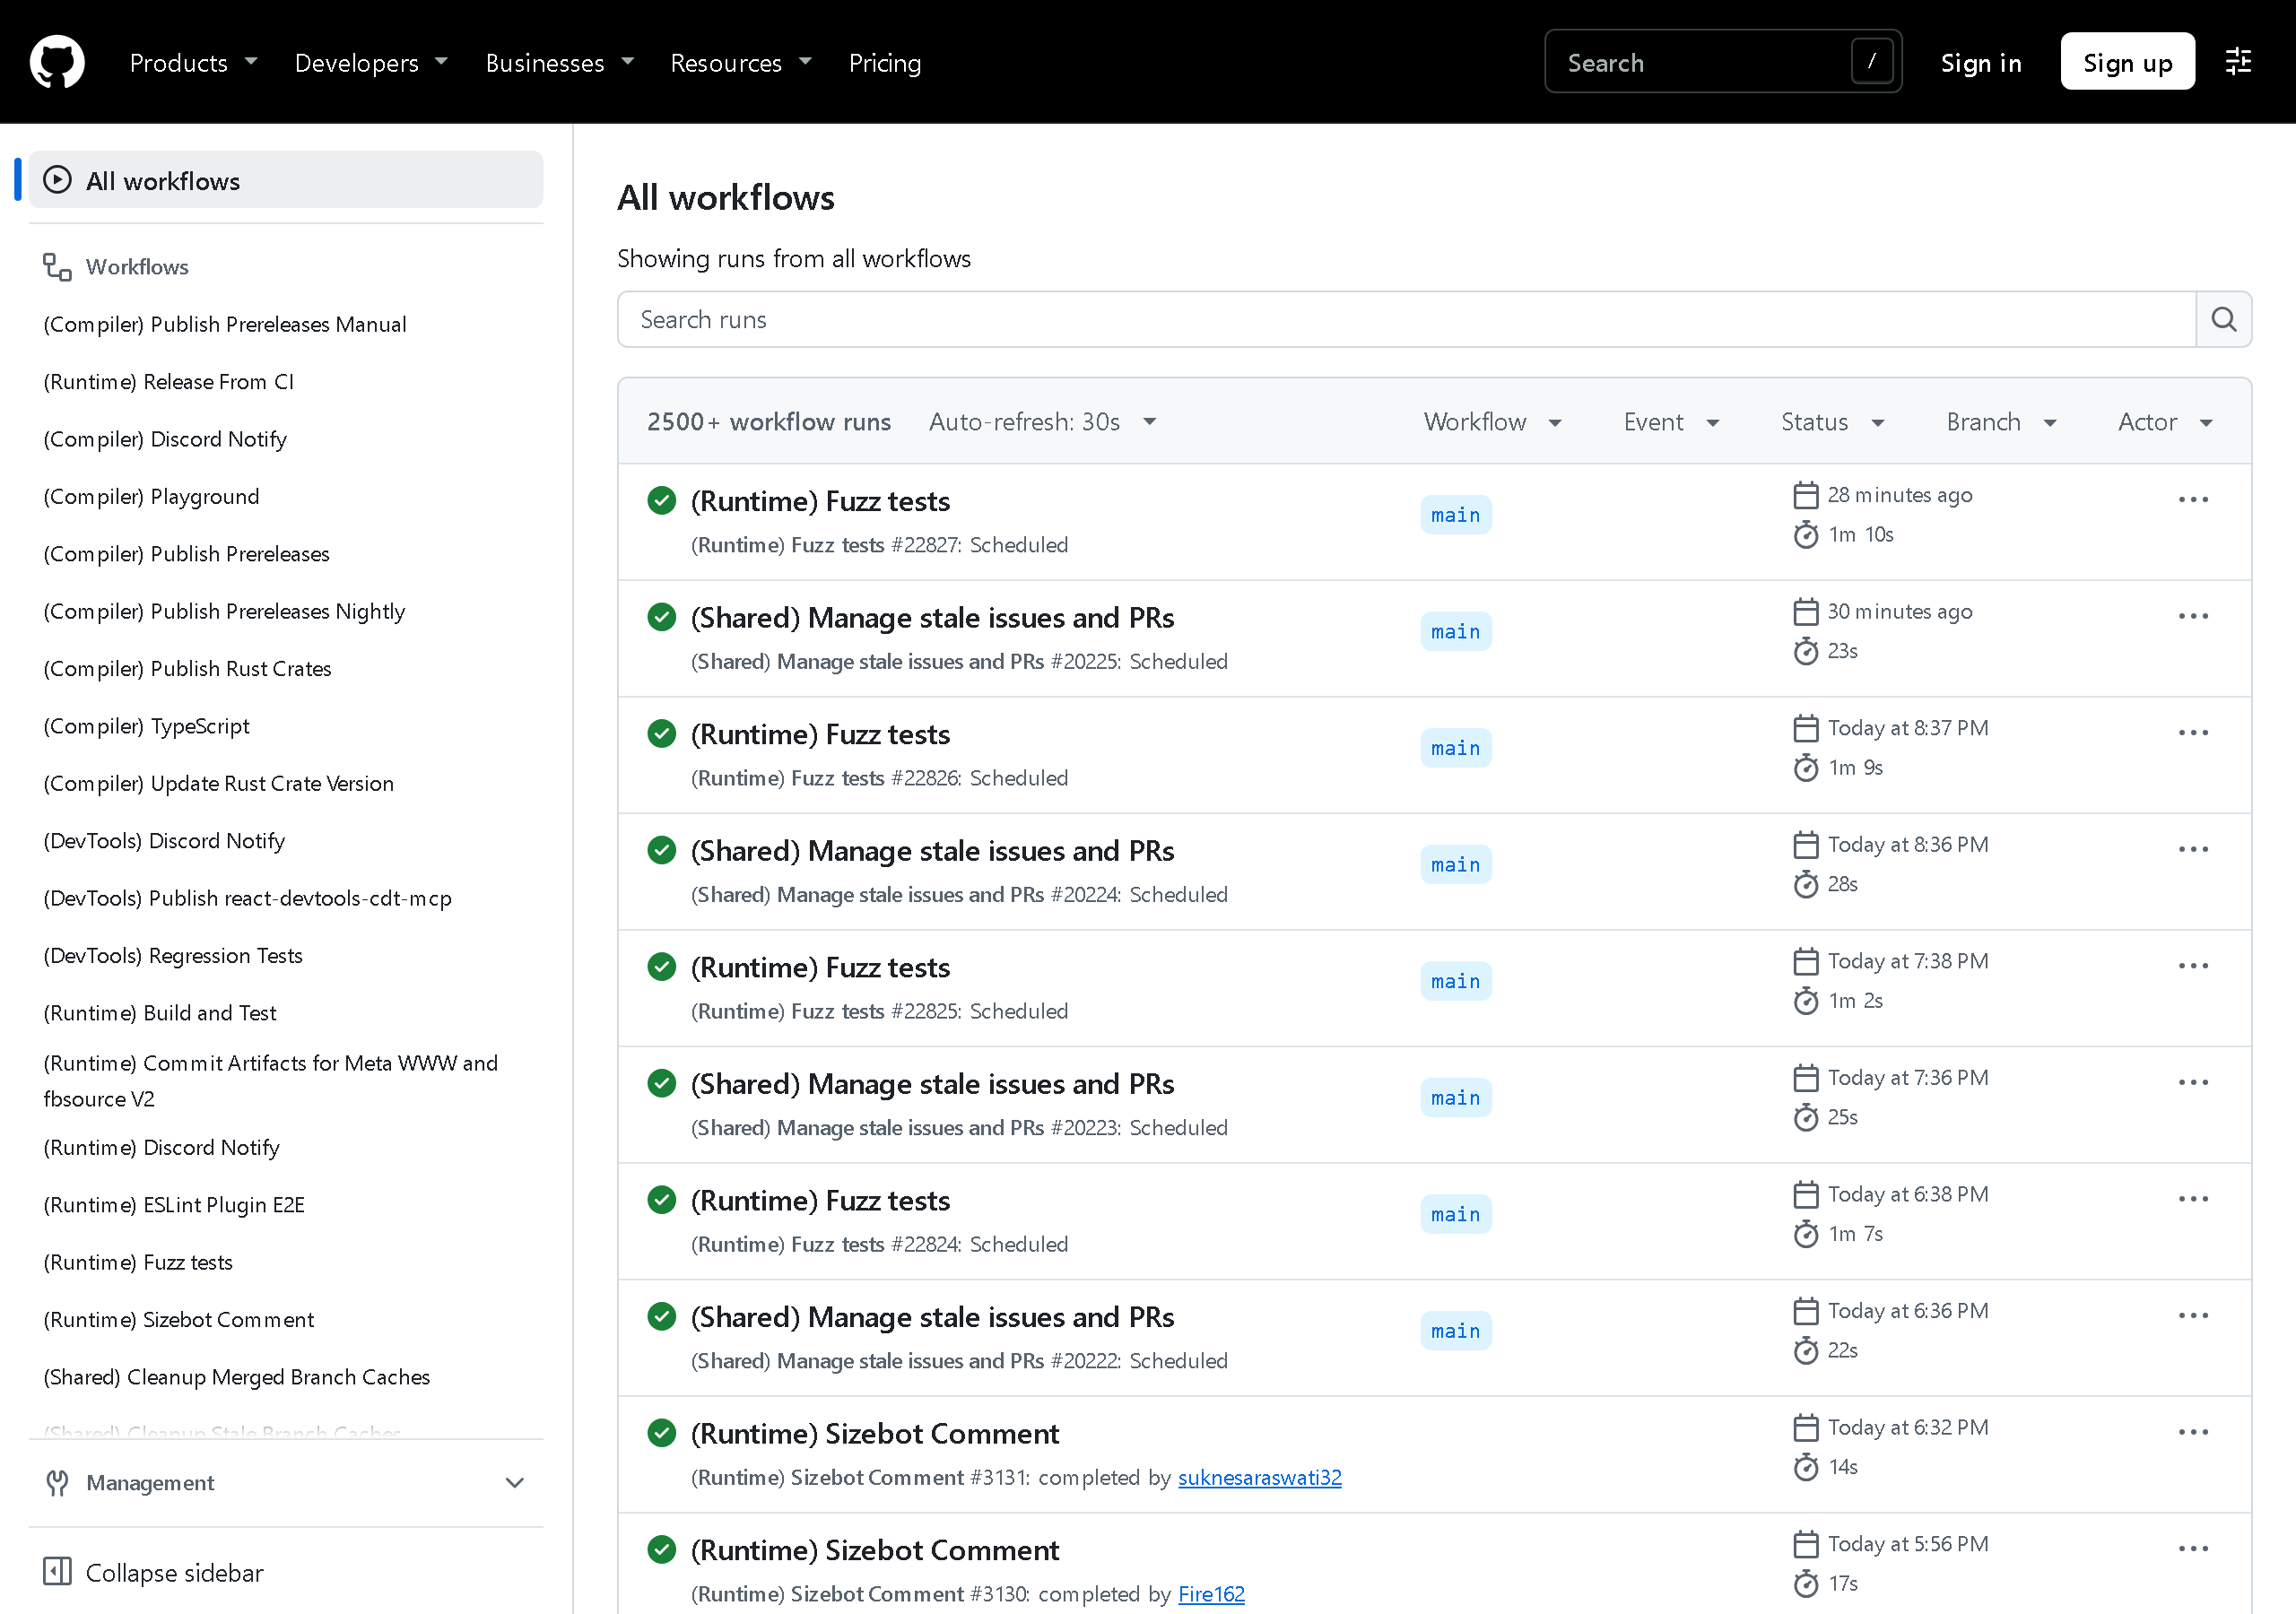 Products Developers Businesses Resources Pricing Search / Sign in Sign up
All workflows
Workflows
(Compiler) Publish Prereleases Manual
(Runtime) Release From CI
(Compiler) Discord Notify
(Compiler) Playground
(Compiler) Publish Prereleases
(Compiler) Publish Prereleases Nightly
(Compiler) Publish Rust Crates
(Compiler) TypeScript
(Compiler) Update Rust Crate Version
(DevTools) Discord Notify
(DevTools) Publish react-devtools-cdt-mcp
(DevTools) Regression Tests
(Runtime) Build and Test
(Runtime) Commit Artifacts for Meta WWW and
fbsource V2
(Runtime) Discord Notify
(Runtime) ESLint Plugin E2E
(Runtime) Fuzz tests
(Runtime) Sizebot Comment
(Shared) Cleanup Merged Branch Caches
(Shared) Cleanup Stale Branch Caches
Management
Collapse sidebar
All workflows
Showing runs from all workflows
Search runs
2500+ workflow runs Auto-refresh: 30s Workflow Event Status Branch Actor
(Runtime) Fuzz tests
(Runtime) Fuzz tests #22827: Scheduled
main
28 minutes ago
1m 10s
(Shared) Manage stale issues and PRs
(Shared) Manage stale issues and PRs #20225: Scheduled
main
30 minutes ago
23s
(Runtime) Fuzz tests
(Runtime) Fuzz tests #22826: Scheduled
main
Today at 8:37 PM
1m 9s
(Shared) Manage stale issues and PRs
(Shared) Manage stale issues and PRs #20224: Scheduled
main
Today at 8:36 PM
28s
(Runtime) Fuzz tests
(Runtime) Fuzz tests #22825: Scheduled
main
Today at 7:38 PM
1m 2s
(Shared) Manage stale issues and PRs
(Shared) Manage stale issues and PRs #20223: Scheduled
main
Today at 7:36 PM
25s
(Runtime) Fuzz tests
(Runtime) Fuzz tests #22824: Scheduled
main
Today at 6:38 PM
1m 7s
(Shared) Manage stale issues and PRs
(Shared) Manage stale issues and PRs #20222: Scheduled
main
Today at 6:36 PM
22s
(Runtime) Sizebot Comment
(Runtime) Sizebot Comment #3131: completed by suknesaraswati32
Today at 6:32 PM
14s
(Runtime) Sizebot Comment
(Runtime) Sizebot Comment #3130: completed by Fire162
Today at 5:56 PM
17s